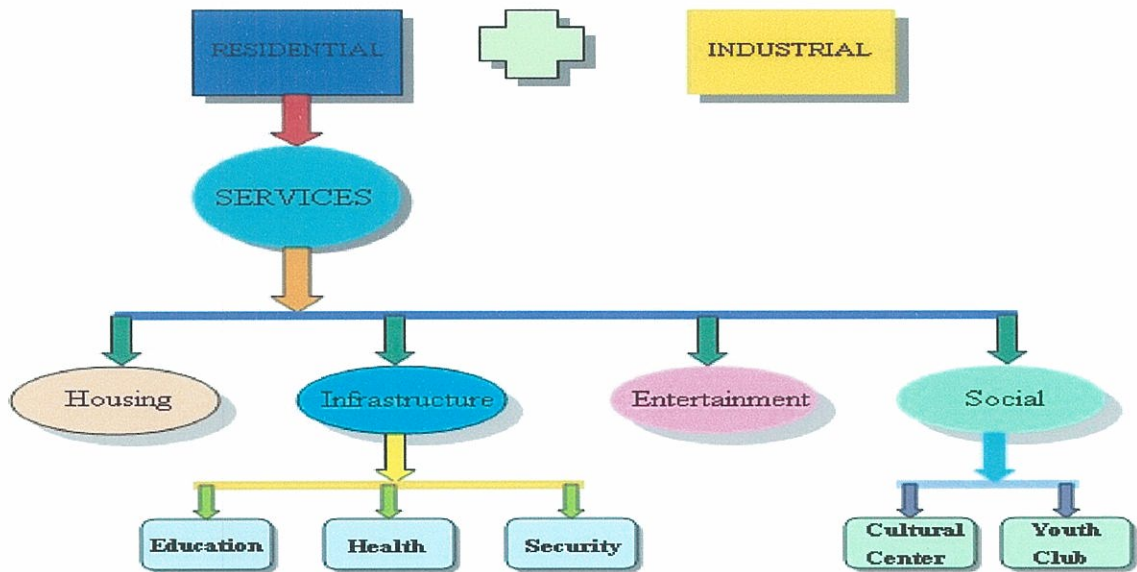 RESIDENTIAL
INDUSTRIAL
SERVICES
Housing
Infrastructure
Entertainment
Social
Education
Health
Security
Cultural
Center
Youth
Club